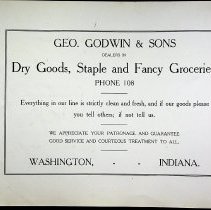 GEO. GODWIN & SONS
DEALERS IN
Dry Goods, Staple and Fancy Grocerie
PHONE 108
Everything in our line is strictly clean and fresh, and if our goods please
you tell others; if not tell us.
WE APPRECIATE YOUR PATRONAGE AND GUARANTEE
GOOD SERVICE AND COURTEOUS TREATMENT TO ALL.
WASHINGTON, - - INDIANA.